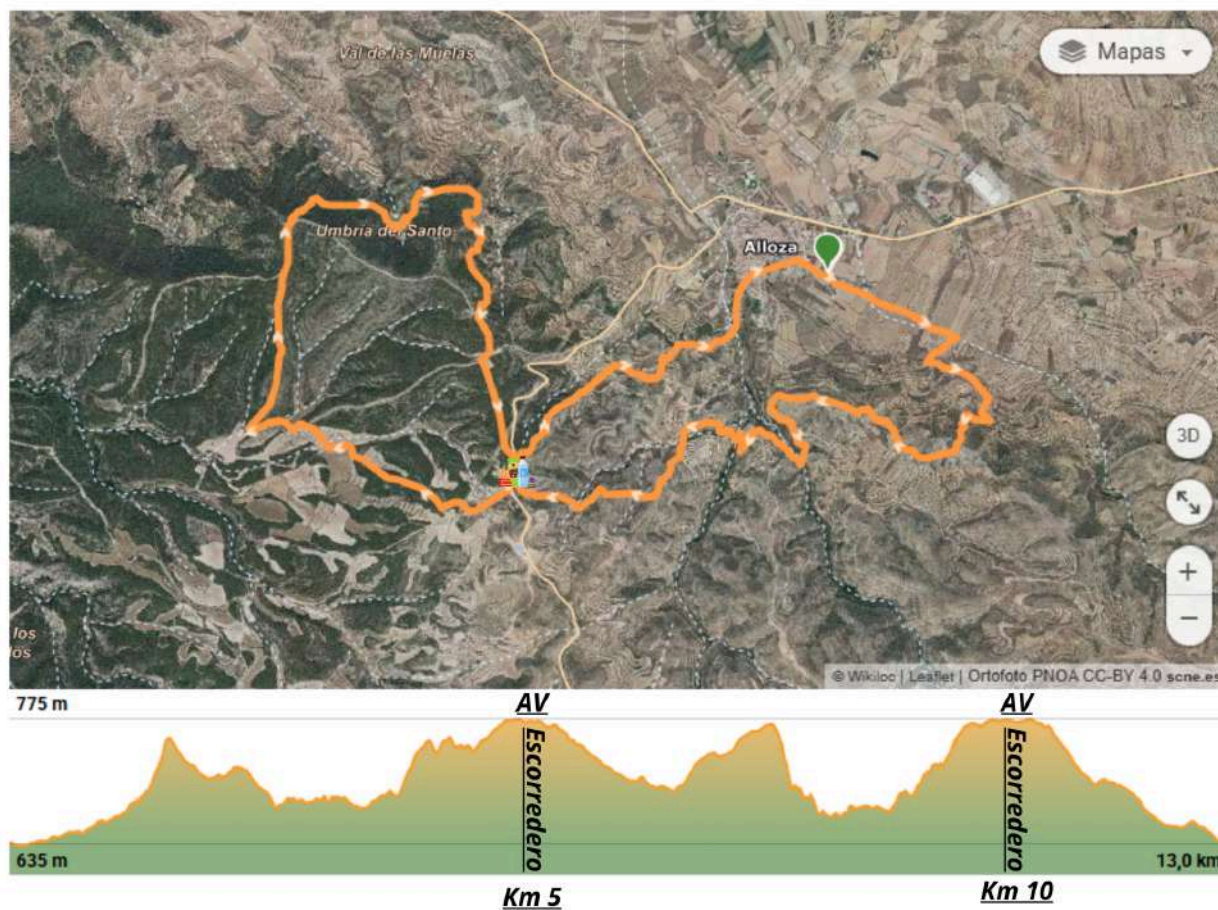 Val de las Muelas
Mapas
Umbría del Santo
Alloza
3D
+
−
los
© Wikiloc | Leaflet | Ortofoto PNOA CC-BY 4.0 scne.es
775 m
AV
AV
Escorredero
Escorredero
635 m
13,0 km
Km 5
Km 10